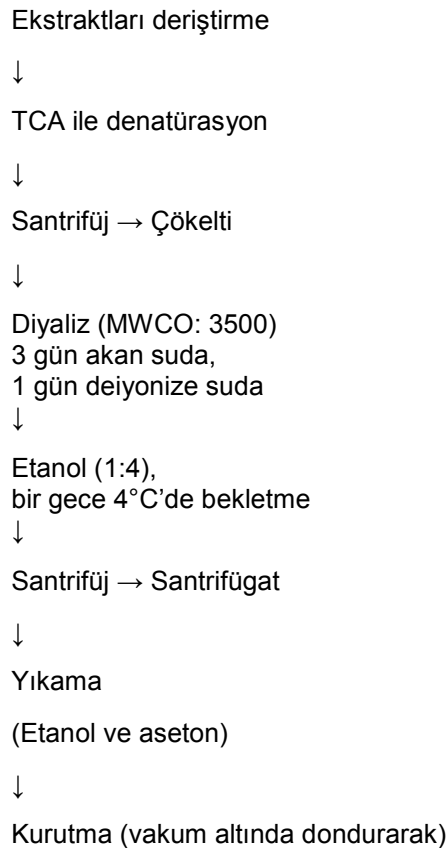 Ekstraktları deriştirme
↓
TCA ile denatürasyon
↓
Santrifüj → Çökelti
↓
Diyaliz (MWCO: 3500)
3 gün akan suda,
1 gün deiyonize suda
↓
Etanol (1:4),
bir gece 4°C’de bekletme
↓
Santrifüj → Santrifügat
↓
Yıkama
(Etanol ve aseton)
↓
Kurutma (vakum altında dondurarak)